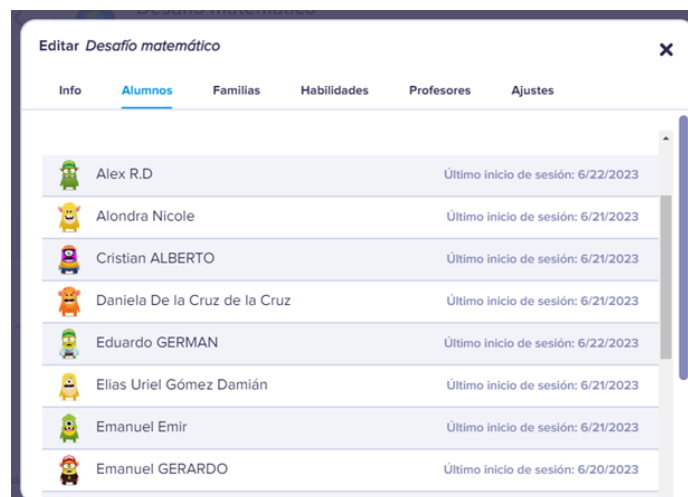 Desafío matemático
Editar Desafío matemático
Info Alumnos Familias Habilidades Profesores Ajustes
Alex R.D Último inicio de sesión: 6/22/2023
Alondra Nicole Último inicio de sesión: 6/21/2023
Cristian ALBERTO Último inicio de sesión: 6/21/2023
Daniela De la Cruz de la Cruz Último inicio de sesión: 6/21/2023
Eduardo GERMAN Último inicio de sesión: 6/22/2023
Elias Uriel Gómez Damián Último inicio de sesión: 6/21/2023
Emanuel Emir Último inicio de sesión: 6/21/2023
Emanuel GERARDO Último inicio de sesión: 6/20/2023